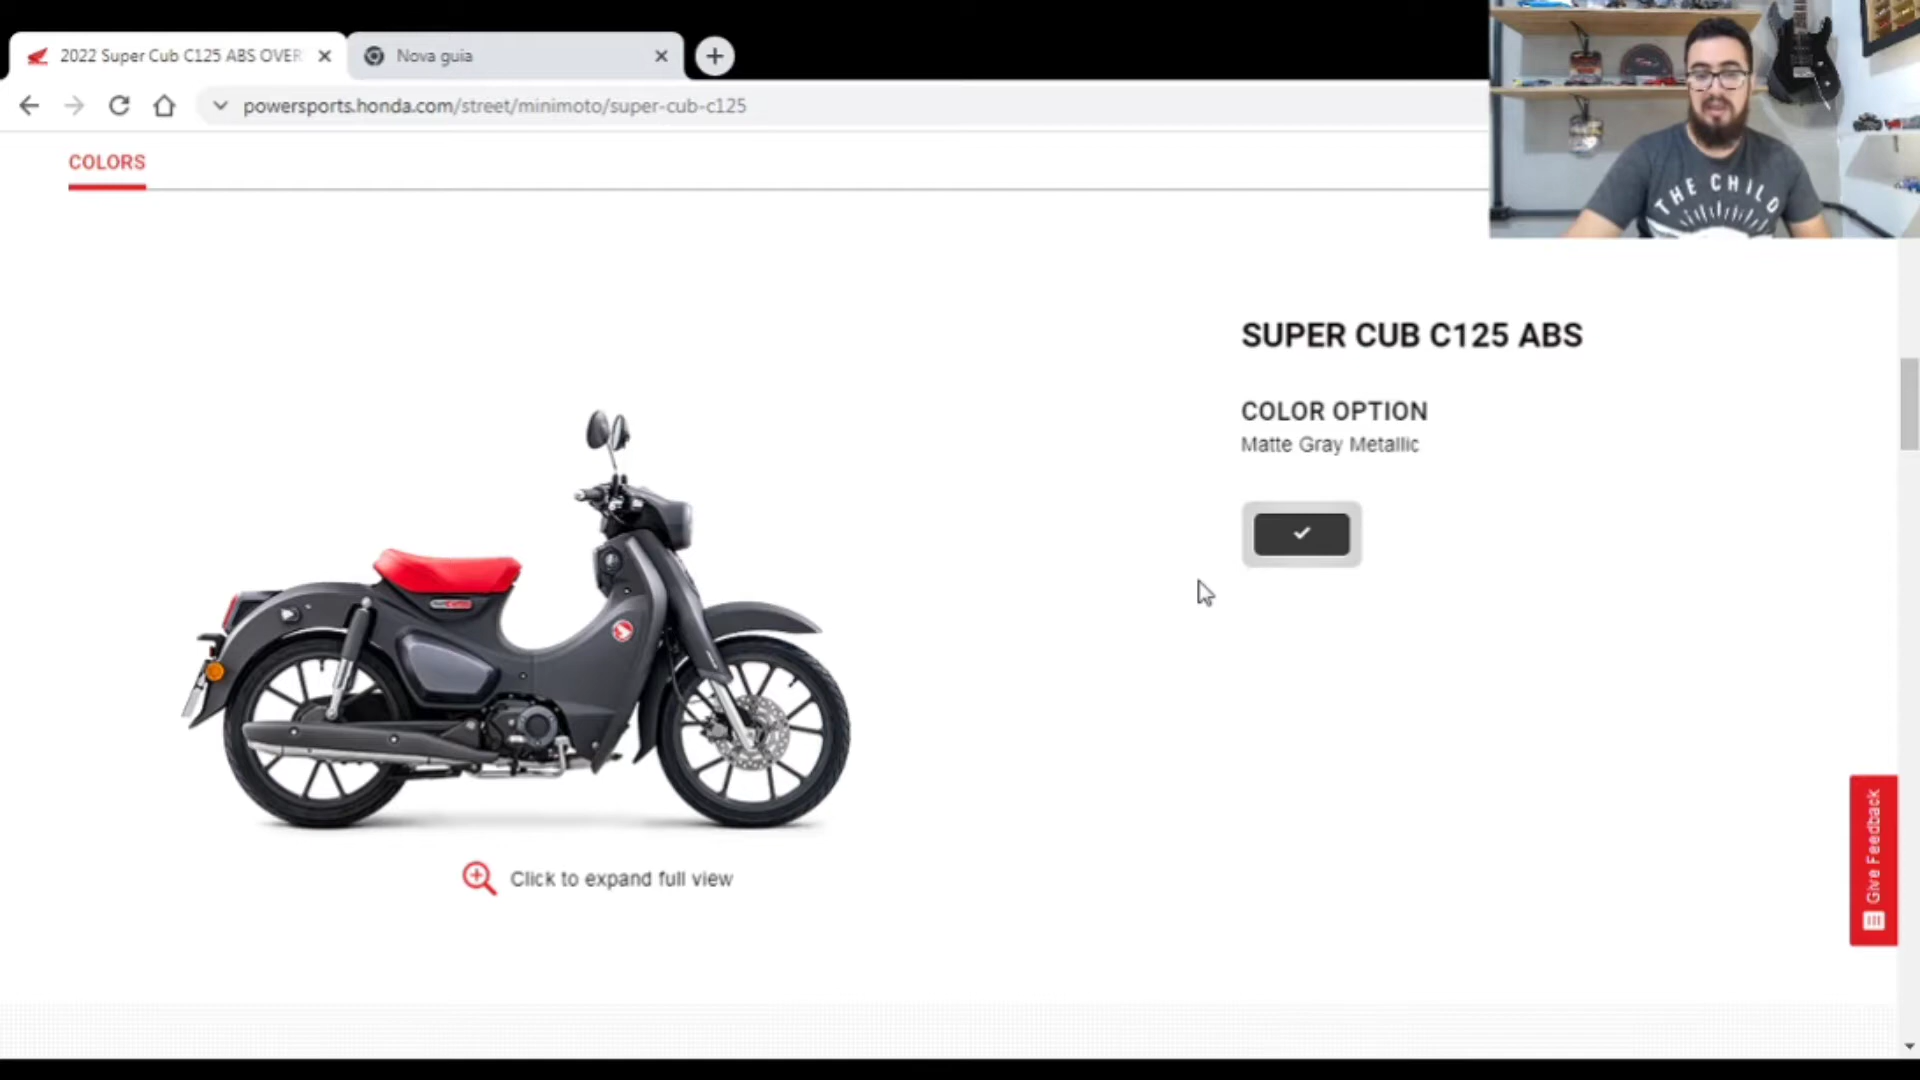 2022 Super Cub C125 ABS OVER
Nova guia
powersports.honda.com/street/minimoto/super-cub-c125
THE CHILD
COLORS
SUPER CUB C125 ABS
COLOR OPTION
Matte Gray Metallic
Click to expand full view
Give Feedback